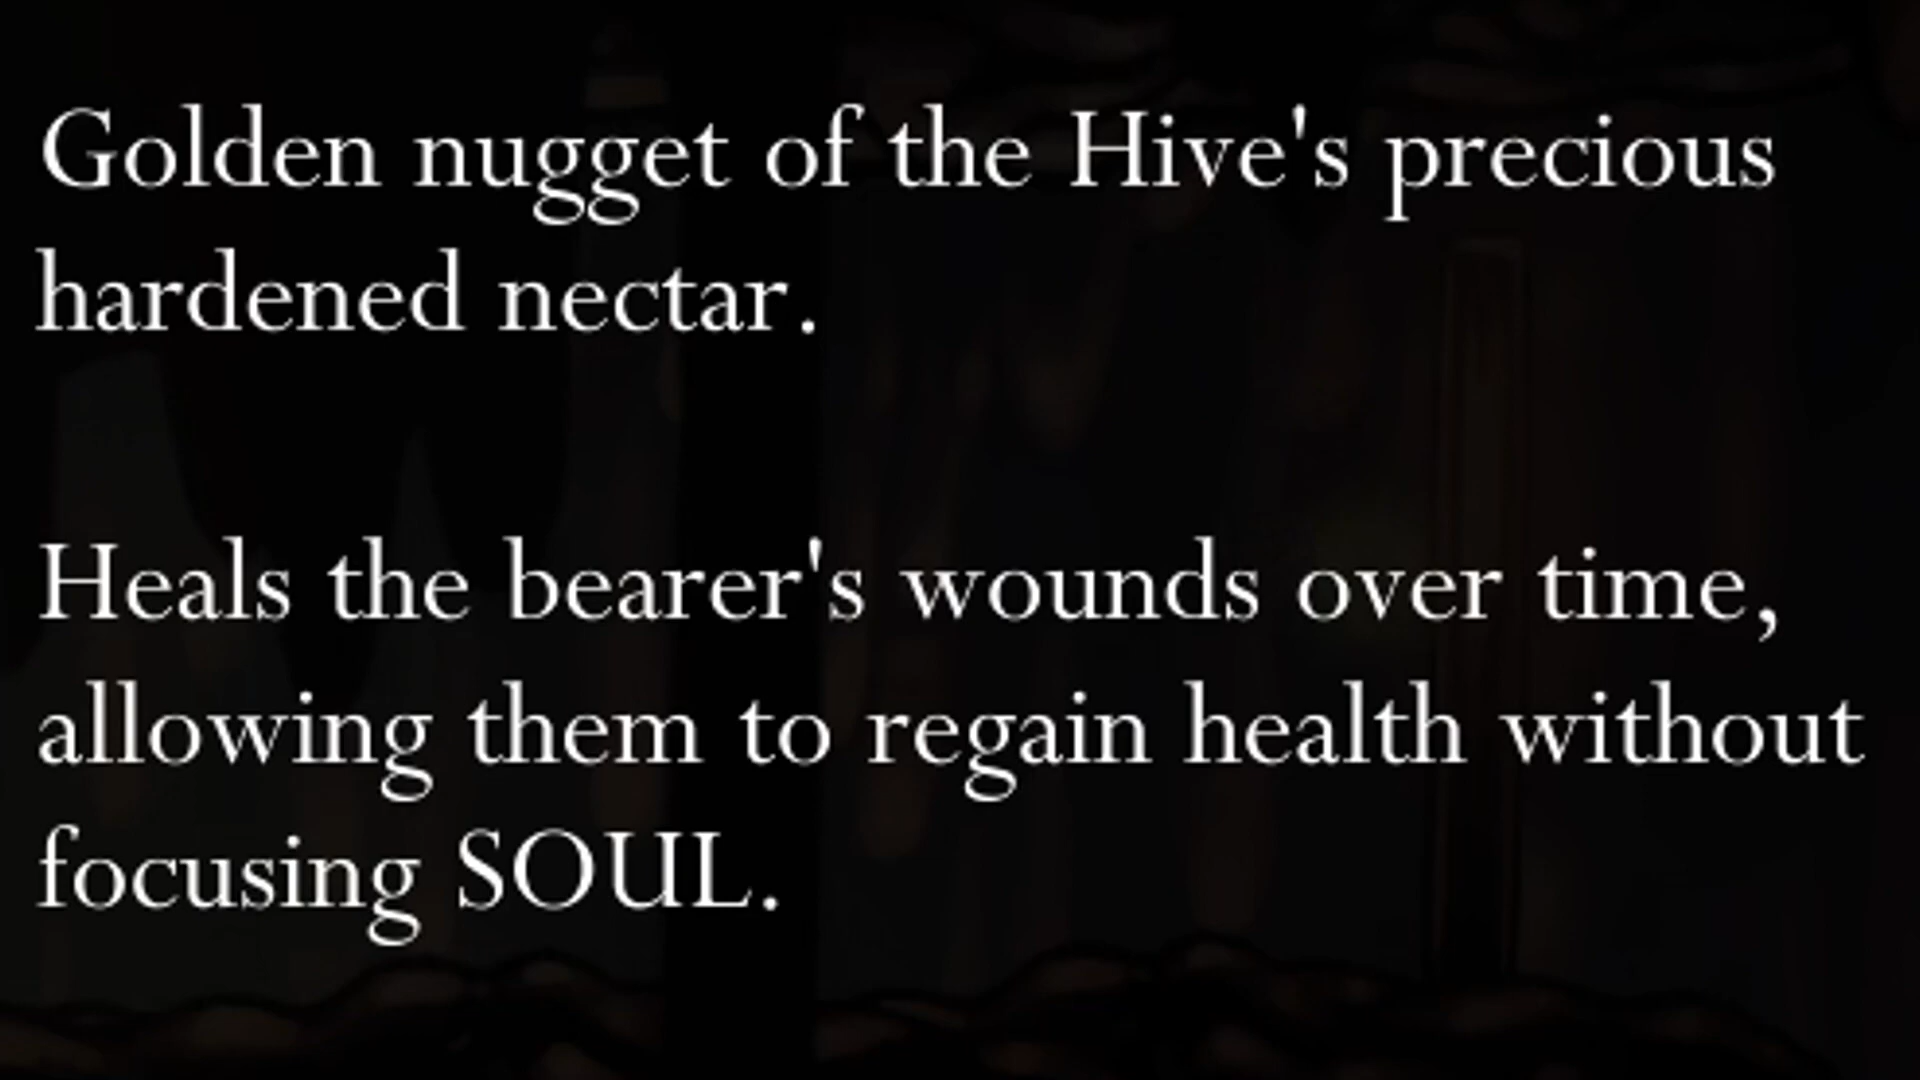 Golden nugget of the Hive's precious
hardened nectar.
Heals the bearer's wounds over time,
allowing them to regain health without
focusing SOUL.